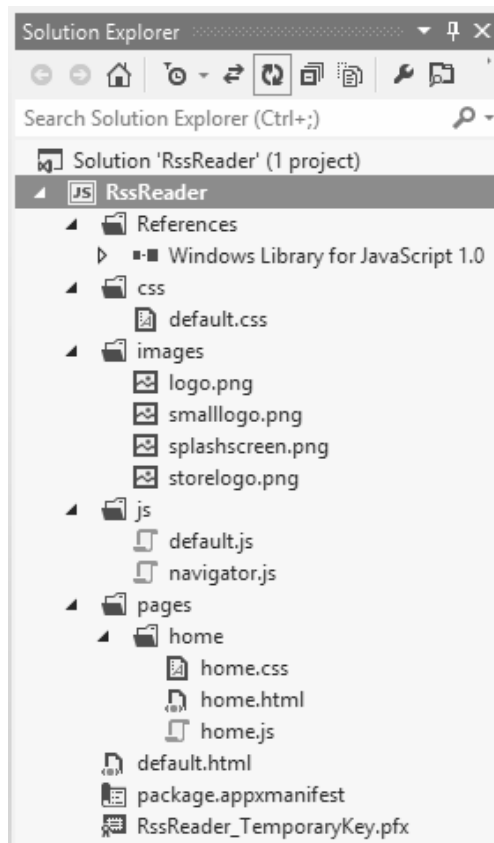 Solution Explorer
Search Solution Explorer (Ctrl+;)
Solution 'RssReader' (1 project)
JS RssReader
References
Windows Library for JavaScript 1.0
css
default.css
images
logo.png
smalllogo.png
splashscreen.png
storelogo.png
js
default.js
navigator.js
pages
home
home.css
home.html
home.js
default.html
package.appxmanifest
RssReader_TemporaryKey.pfx